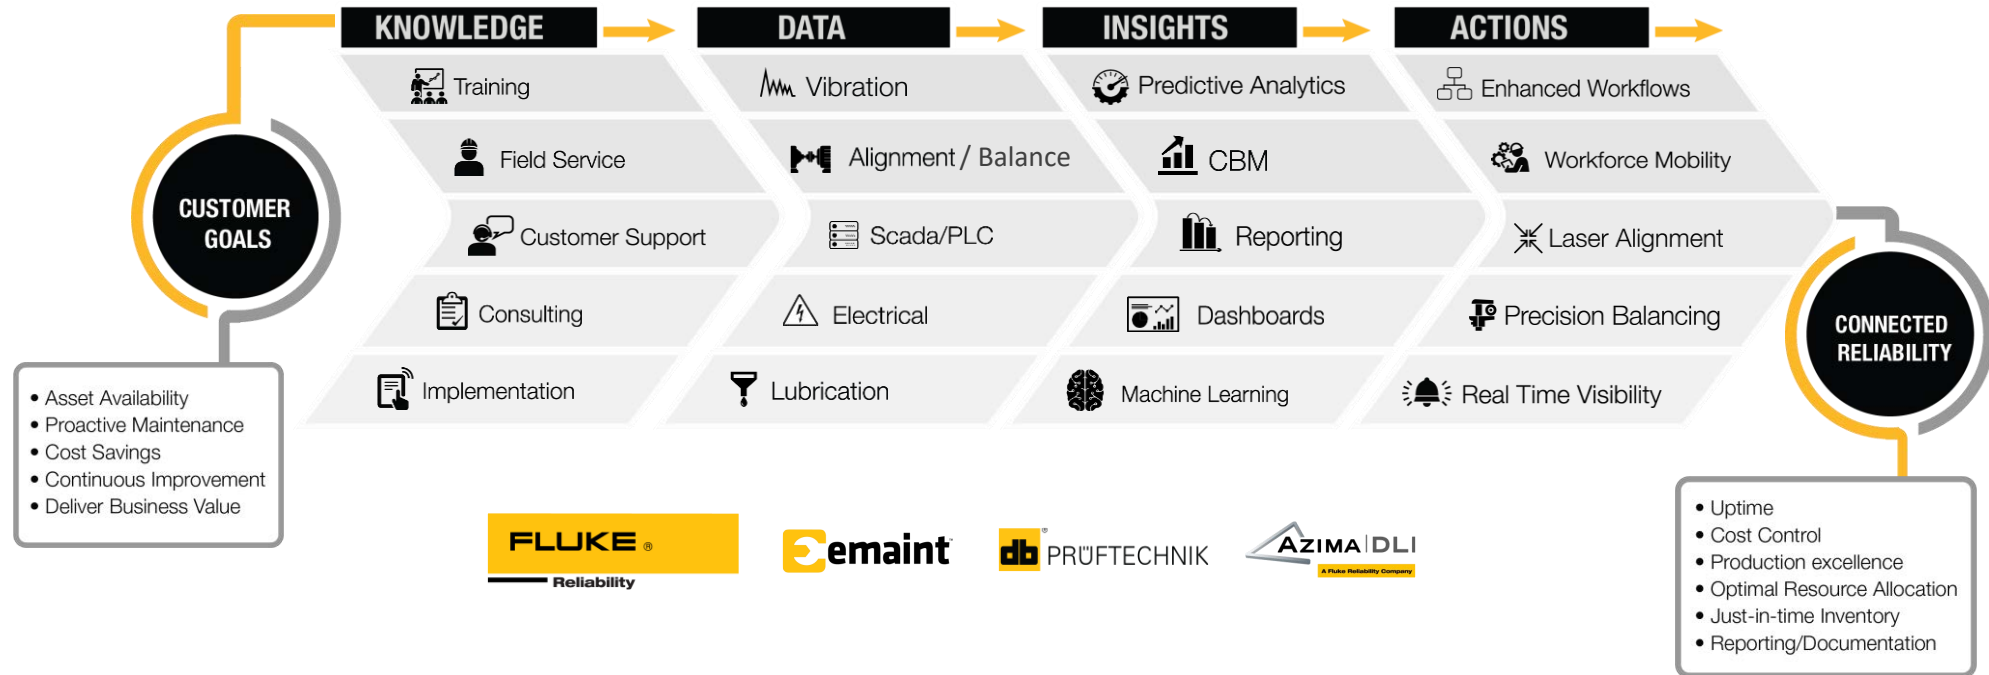 KNOWLEDGE
DATA
INSIGHTS
ACTIONS
CUSTOMER
GOALS
• Asset Availability
• Proactive Maintenance
• Cost Savings
• Continuous Improvement
• Deliver Business Value
Training
Field Service
Customer Support
Consulting
Implementation
Vibration
Alignment / Balance
Scada/PLC
Electrical
Lubrication
Predictive Analytics
CBM
Reporting
Dashboards
Machine Learning
Enhanced Workflows
Workforce Mobility
Laser Alignment
Precision Balancing
Real Time Visibility
CONNECTED
RELIABILITY
• Uptime
• Cost Control
• Production excellence
• Optimal Resource Allocation
• Just-in-time Inventory
• Reporting/Documentation
FLUKE ®
Reliability
emaint™
db® PRÜFTECHNIK
AZIMA | DLI
A Fluke Reliability Company